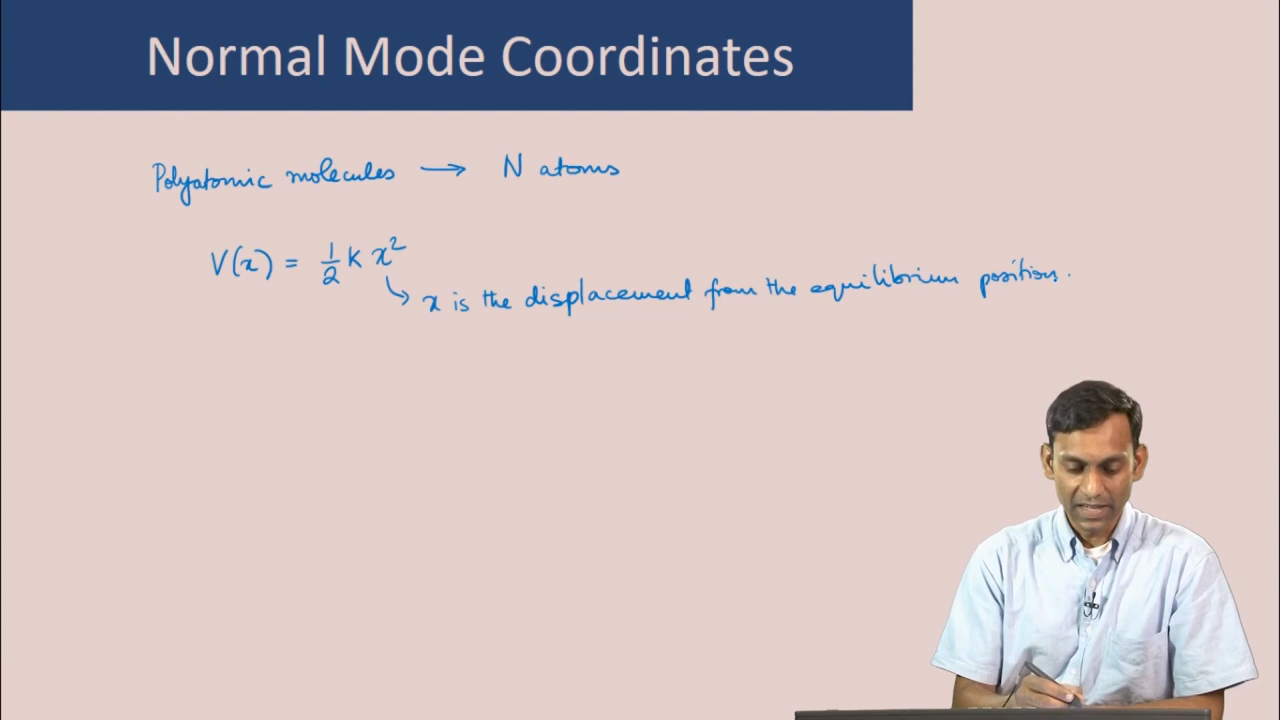 Normal Mode Coordinates
Polyatomic molecules → N atoms
V(x) = 1/2 k x²
↳ x is the displacement from the equilibrium position.